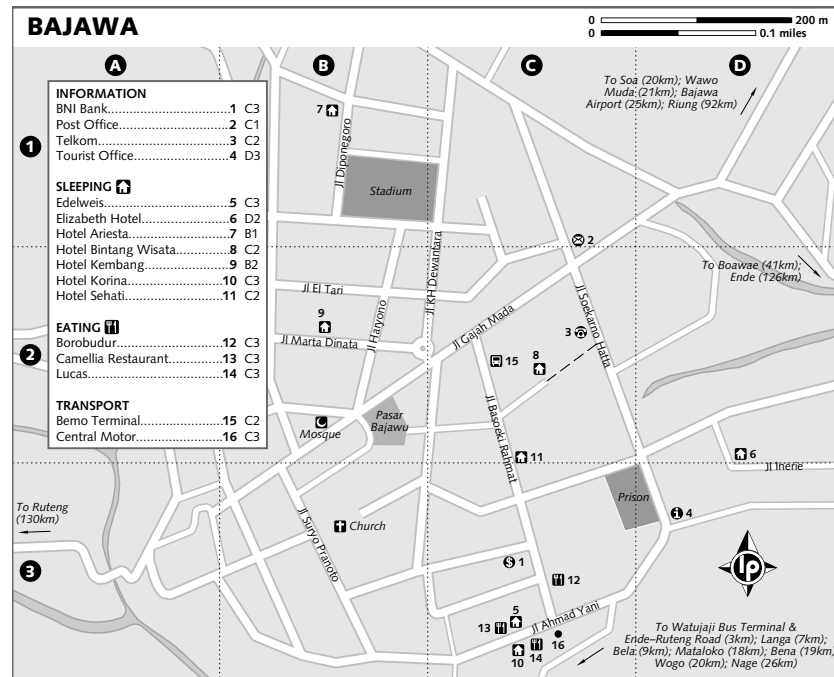 BAJAWA
0 200 m
0 0.1 miles
A B C D
1
2
3
INFORMATION
BNI Bank..........................1 C3
Post Office.......................2 C1
Telkom............................3 C2
Tourist Office....................4 D3
SLEEPING
Edelweis..........................5 C3
Elizabeth Hotel...................6 D2
Hotel Ariesta.....................7 B1
Hotel Bintang Wisata..............8 C2
Hotel Kembang.....................9 B2
Hotel Korina.....................10 C3
Hotel Sehati.....................11 C2
EATING
Borobudur........................12 C3
Camellia Restaurant..............13 C3
Lucas............................14 C3
TRANSPORT
Bemo Terminal....................15 C2
Central Motor....................16 C3
To Soa (20km); Wawo
Muda (21km); Bajawa
Airport (25km); Riung (92km)
7
Jl Diponegoro
Stadium
2
To Boawae (41km);
Ende (126km)
Jl El Tari
Jl Haryono
Jl KH Dewantara
Jl Gajah Mada
Jl Soekarno Hatta
9
Jl Marta Dinata
3
15
8
Pasar
Bajawu
Mosque
Jl Basoeki Rahmat
11
6
Jl Inerie
To Ruteng
(130km)
Jl Suryo Pranoto
Church
Prison
4
1
12
5
13
Jl Ahmad Yani
10
14
16
lp
To Watujaji Bus Terminal &
Ende–Ruteng Road (3km); Langa (7km);
Bela (9km); Mataloko (18km); Bena (19km);
Wogo (20km); Nage (26km)